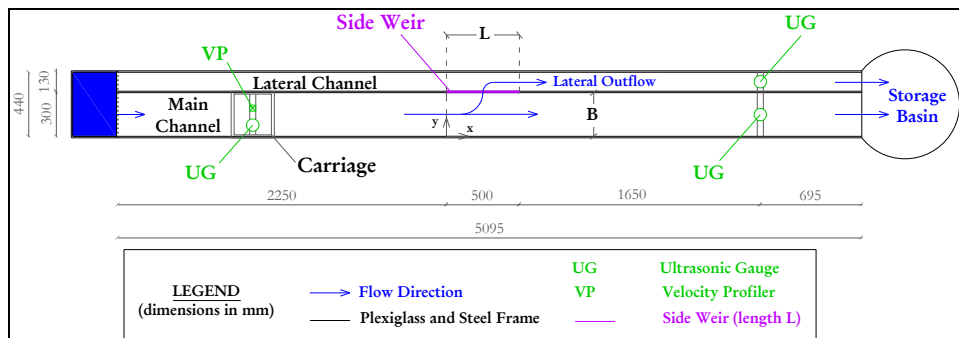 Side Weir
L
UG
VP
Lateral Channel
Lateral Outflow
130
440
300
Main
Channel
y
x
B
Storage
Basin
UG
Carriage
UG
2250
500
1650
695
5095
LEGEND
(dimensions in mm)
Flow Direction
Plexiglass and Steel Frame
UG Ultrasonic Gauge
VP Velocity Profiler
Side Weir (length L)